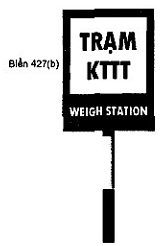 TRẠM
KTTT
Biển 427(b)
WEIGH STATION